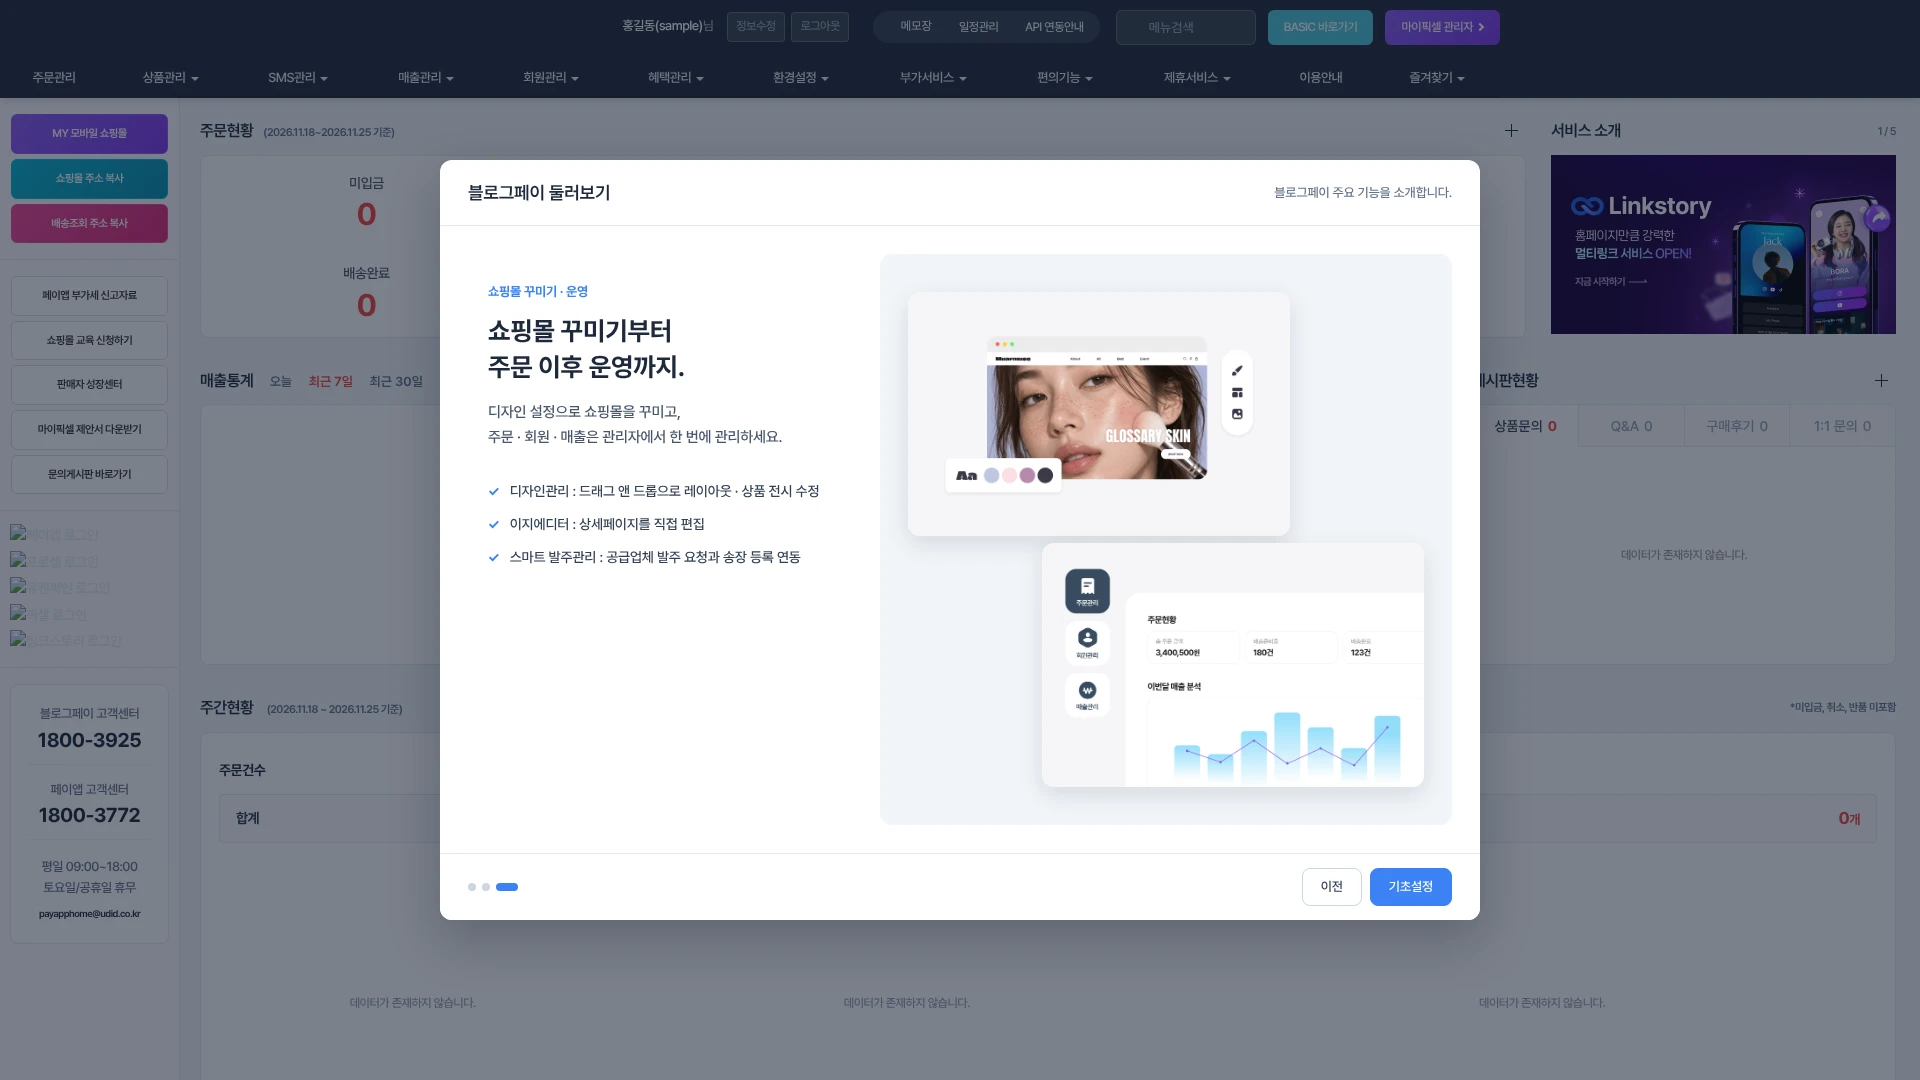 홍길동(sample)님
정보수정
로그아웃
메모장
일정관리
API 연동안내
메뉴검색
BASIC 바로가기
마이픽셀 관리자
주문관리
상품관리
SMS관리
매출관리
회원관리
혜택관리
환경설정
부가서비스
편의기능
제휴서비스
이용안내
즐겨찾기
MY 모바일 쇼핑몰
쇼핑몰 주소 복사
배송조회 주소 복사
페이앱 부가세 신고자료
쇼핑몰 교육 신청하기
판매자 성장센터
마이픽셀 제안서 다운받기
문의게시판 바로가기
페이앱 로그인
블로그페이 고객센터
1800-3925
페이앱 고객센터
1800-3772
평일 09:00~18:00
토요일/공휴일 휴무
payapphome@udid.co.kr
주문현황 (2026.11.18~2026.11.25 기준)
미입금
0
배송완료
0
매출통계 오늘 최근 7일 최근 30일
주간현황 (2026.11.18 ~ 2026.11.25 기준)
주문건수
합계
데이터가 존재하지 않습니다.
데이터가 존재하지 않습니다.
블로그페이 둘러보기
블로그페이 주요 기능을 소개합니다.
쇼핑몰 꾸미기 · 운영
쇼핑몰 꾸미기부터
주문 이후 운영까지.
디자인 설정으로 쇼핑몰을 꾸미고,
주문 · 회원 · 매출은 관리자에서 한 번에 관리하세요.
디자인관리 : 드래그 앤 드롭으로 레이아웃 · 상품 전시 수정
이지에디터 : 상세페이지를 직접 편집
스마트 발주관리 : 공급업체 발주 요청과 송장 등록 연동
GLOSSARY SKIN
Aa
주문관리
회원관리
매출관리
주문현황
3,400,500원
180건
123건
이번달 매출 분석
이전
기초설정
서비스 소개
1 / 5
Linkstory
홈페이지만큼 강력한
멀티링크 서비스 OPEN!
지금 시작하기
Jack
BORA
게시판현황
상품문의 0
Q&A 0
구매후기 0
1:1 문의 0
데이터가 존재하지 않습니다.
*미입금, 취소, 반품 미포함
0개
데이터가 존재하지 않습니다.